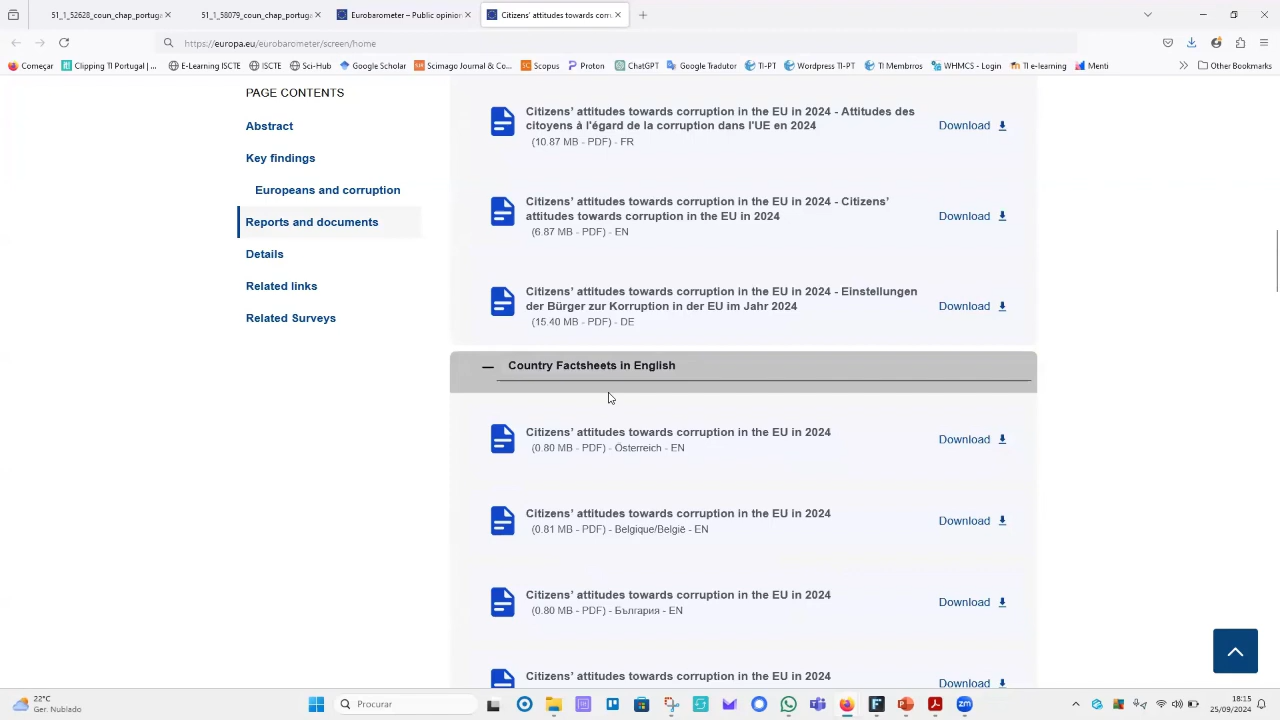 51_1_52628_coun_chap_portuga
51_1_58079_coun_chap_portuga
Eurobarometer – Public opinion
Citizens' attitudes towards corr
https://europa.eu/eurobarometer/screen/home
Começar
Clipping TI Portugal | ...
E-Learning ISCTE
ISCTE
Sci-Hub
Google Scholar
Scimago Journal & Co...
Scopus
Proton
ChatGPT
Google Tradutor
TI-PT
Wordpress TI-PT
TI Membrros
WHMCS - Login
TI e-learning
Menti
Other Bookmarks
PAGE CONTENTS
Abstract
Key findings
Europeans and corruption
Reports and documents
Details
Related links
Related Surveys
Citizens' attitudes towards corruption in the EU in 2024 - Attitudes des
citoyens à l'égard de la corruption dans l'UE en 2024
(10.87 MB - PDF) - FR
Download
Citizens' attitudes towards corruption in the EU in 2024 - Citizens'
attitudes towards corruption in the EU in 2024
(6.87 MB - PDF) - EN
Download
Citizens' attitudes towards corruption in the EU in 2024 - Einstellungen
der Bürger zur Korruption in der EU im Jahr 2024
(15.40 MB - PDF) - DE
Download
Country Factsheets in English
Citizens' attitudes towards corruption in the EU in 2024
(0.80 MB - PDF) - Österreich - EN
Download
Citizens' attitudes towards corruption in the EU in 2024
(0.81 MB - PDF) - Belgique/België - EN
Download
Citizens' attitudes towards corruption in the EU in 2024
(0.80 MB - PDF) - България - EN
Download
Citizens' attitudes towards corruption in the EU in 2024
Download
22°C
Ger. Nublado
Procurar
18:15
25/09/2024